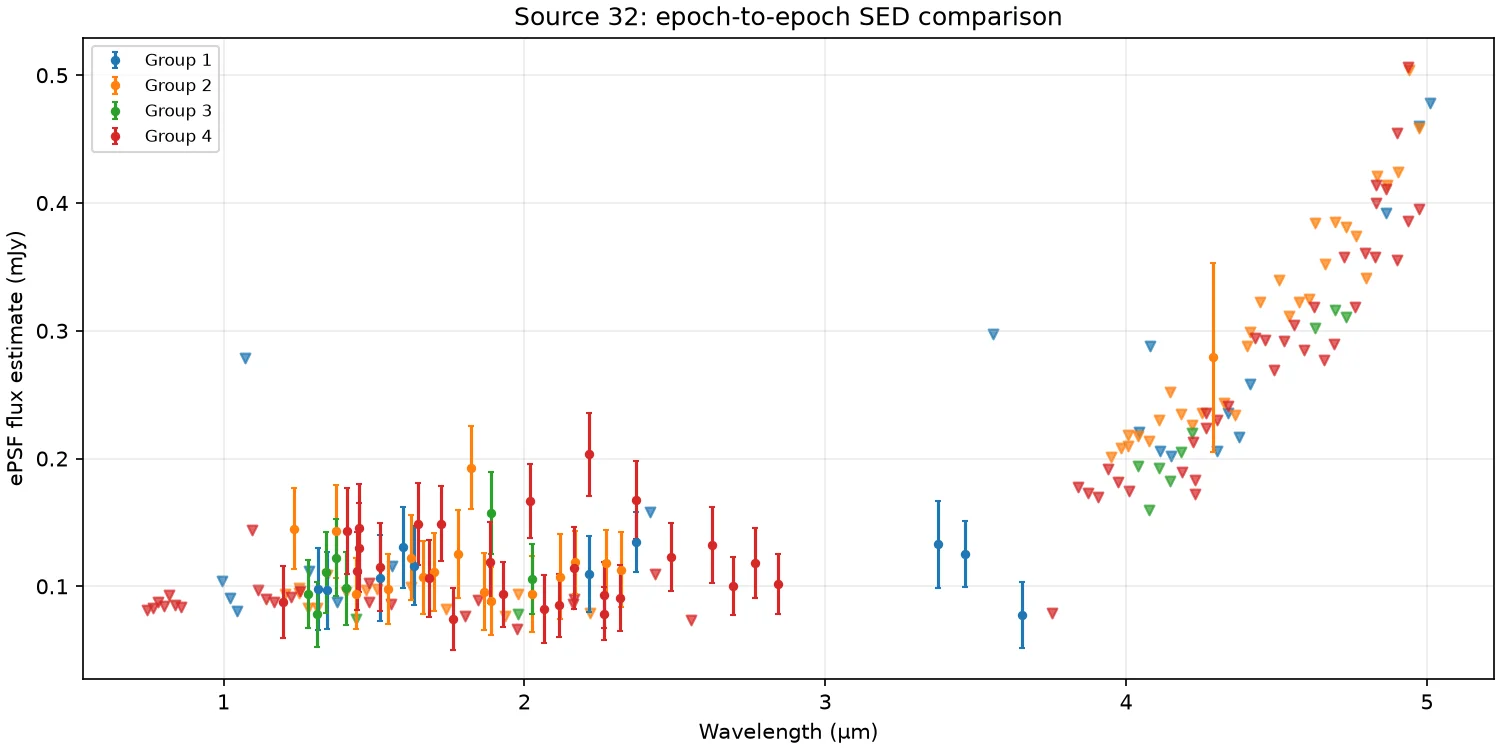 Source 32: epoch-to-epoch SED comparison
Group 1
Group 2
Group 3
Group 4
ePSF flux estimate (mJy)
0.5
0.4
0.3
0.2
0.1
1 2 3 4 5
Wavelength (μm)